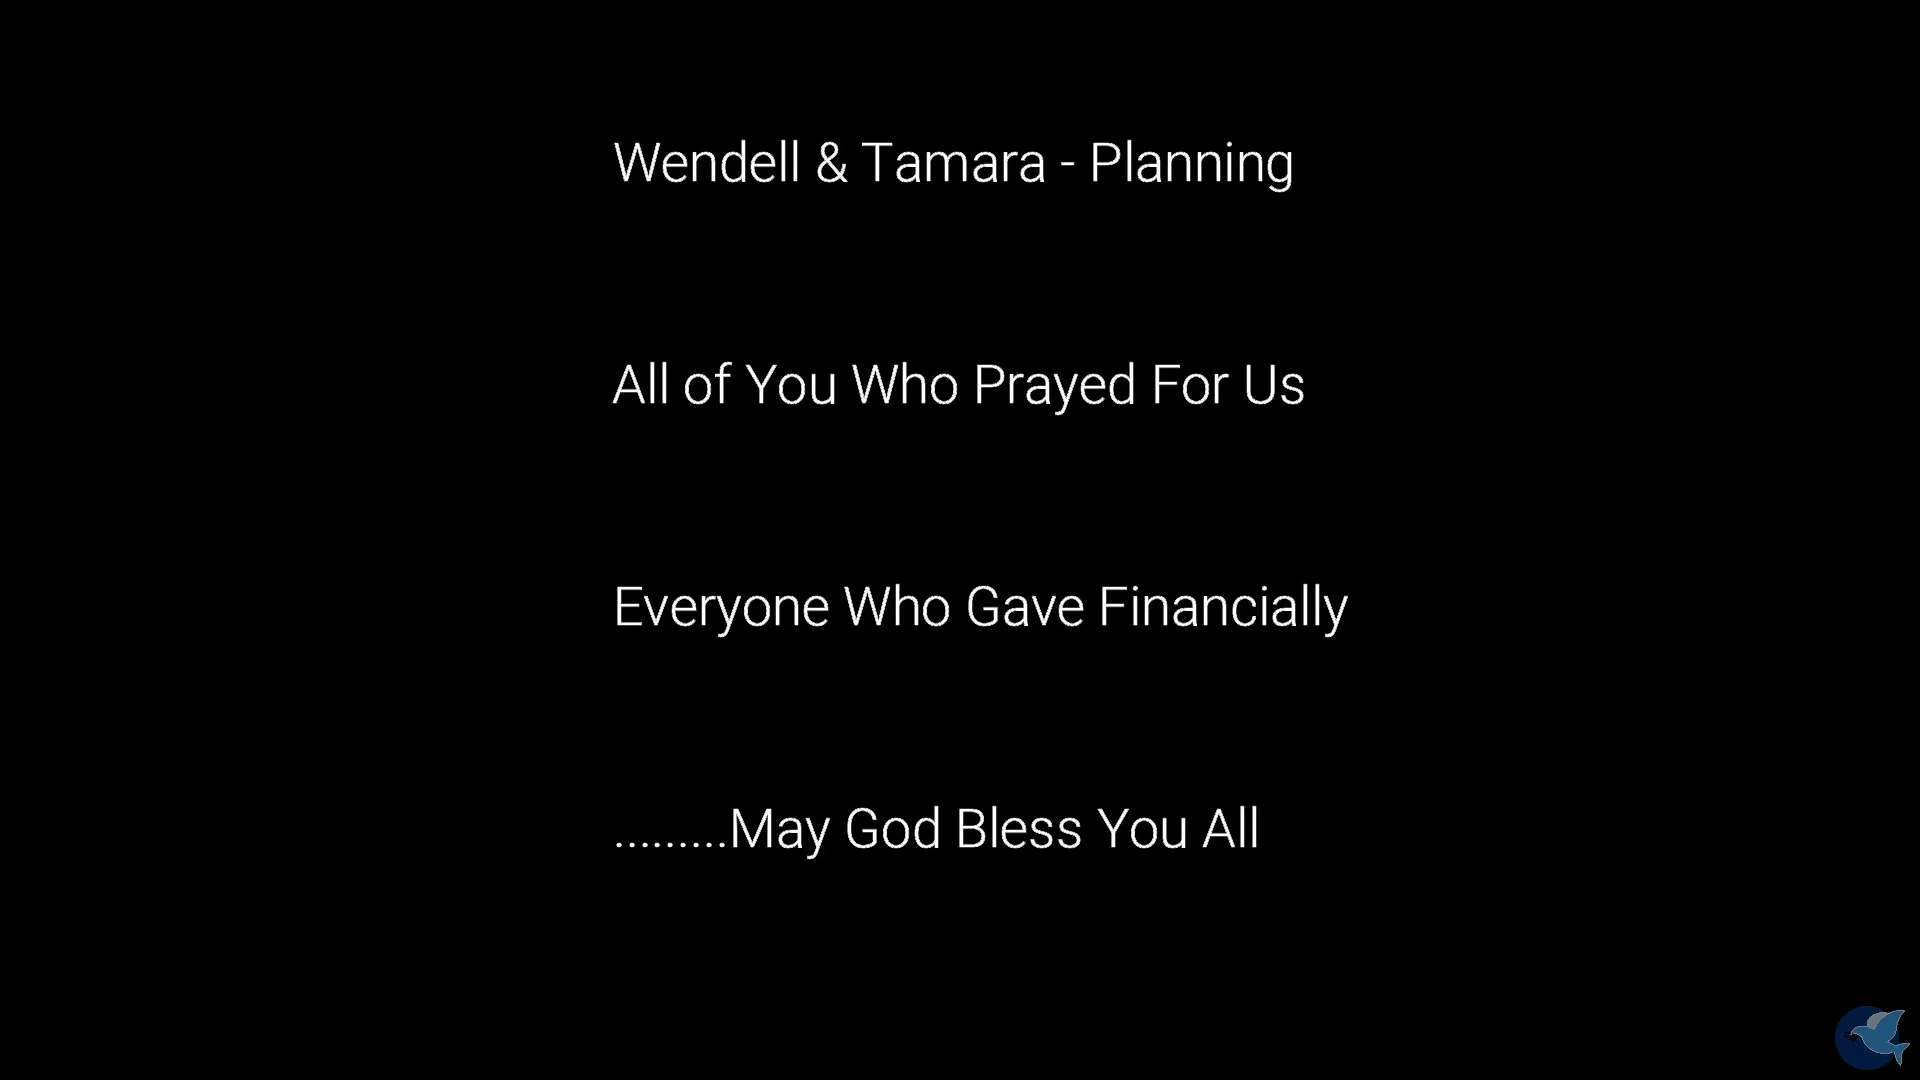 Wendell & Tamara - Planning
All of You Who Prayed For Us
Everyone Who Gave Financially
.........May God Bless You All